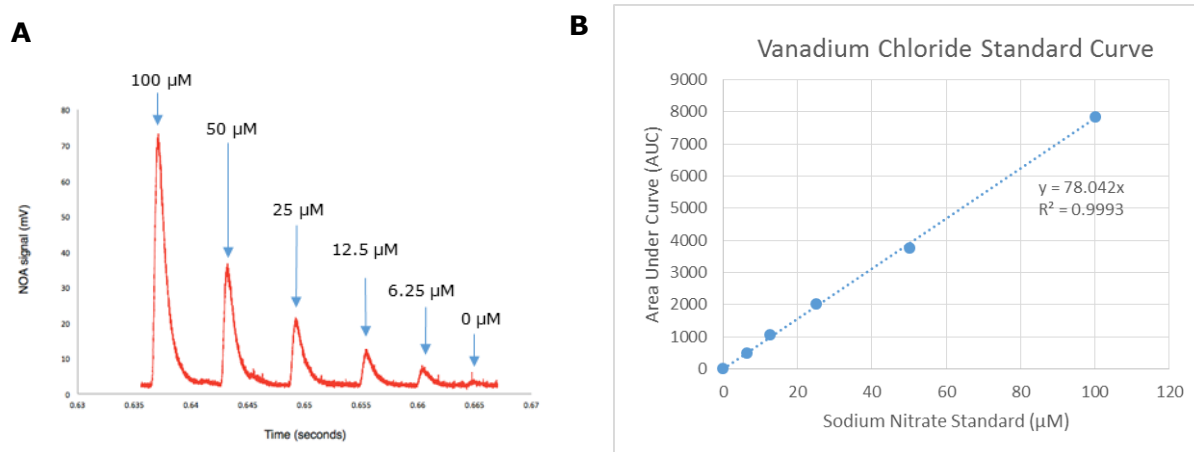 A
100 µM
50 µM
25 µM
12.5 µM
6.25 µM
0 µM
80
70
60
50
40
30
20
10
0
NOA signal (mV)
0.63
0.635
0.64
0.645
0.65
0.655
0.66
0.665
0.67
Time (seconds)
B
Vanadium Chloride Standard Curve
9000
8000
7000
6000
5000
4000
3000
2000
1000
0
Area Under Curve (AUC)
y = 78.042x
R² = 0.9993
0
20
40
60
80
100
120
Sodium Nitrate Standard (µM)